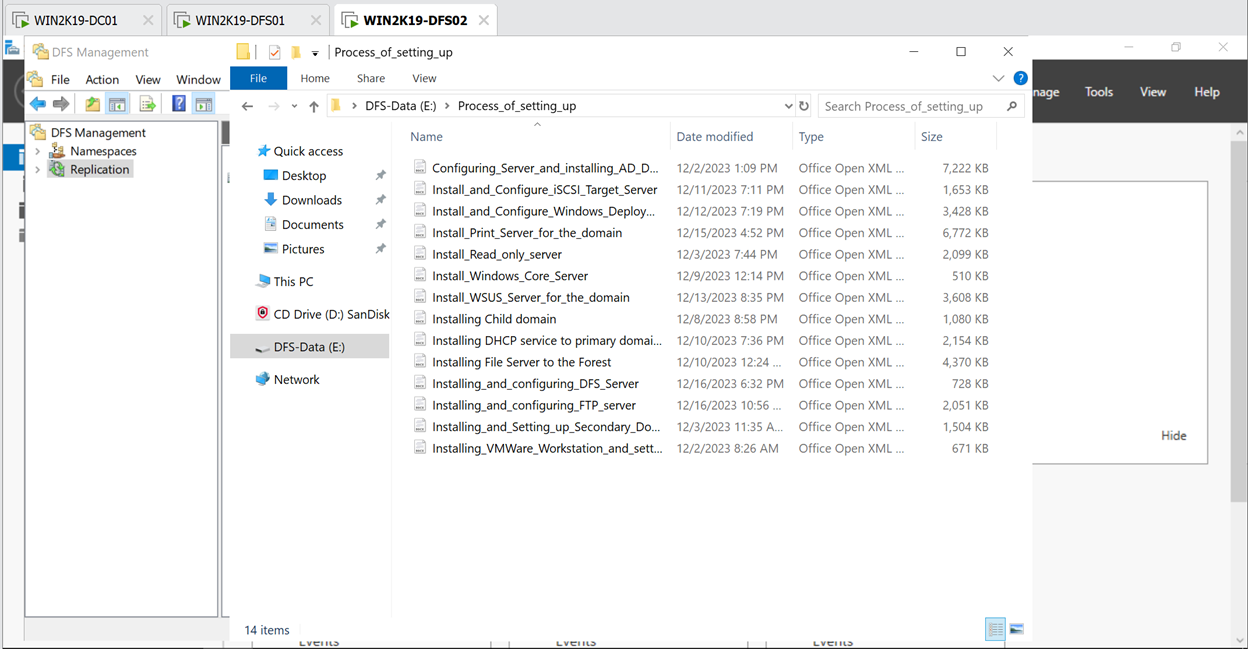 WIN2K19-DC01 WIN2K19-DFS01 WIN2K19-DFS02
DFS Management
File Action View Window
DFS Management
Namespaces
Replication
Process_of_setting_up
File Home Share View
DFS-Data (E:) Process_of_setting_up
Search Process_of_setting_up
Quick access
Desktop
Downloads
Documents
Pictures
This PC
CD Drive (D:) SanDisk
DFS-Data (E:)
Network
Name Date modified Type Size
Configuring_Server_and_installing_AD_D... 12/2/2023 1:09 PM Office Open XML ... 7,222 KB
Install_and_Configure_iSCSI_Target_Server 12/11/2023 7:11 PM Office Open XML ... 1,653 KB
Install_and_Configure_Windows_Deploy... 12/12/2023 7:19 PM Office Open XML ... 3,428 KB
Install_Print_Server_for_the_domain 12/15/2023 4:52 PM Office Open XML ... 6,772 KB
Install_Read_only_server 12/3/2023 7:44 PM Office Open XML ... 2,099 KB
Install_Windows_Core_Server 12/9/2023 12:14 PM Office Open XML ... 510 KB
Install_WSUS_Server_for_the_domain 12/13/2023 8:35 PM Office Open XML ... 3,608 KB
Installing Child domain 12/8/2023 8:58 PM Office Open XML ... 1,080 KB
Installing DHCP service to primary domai... 12/10/2023 7:36 PM Office Open XML ... 2,154 KB
Installing File Server to the Forest 12/10/2023 12:24 ... Office Open XML ... 4,370 KB
Installing_and_configuring_DFS_Server 12/16/2023 6:32 PM Office Open XML ... 728 KB
Installing_and_configuring_FTP_server 12/16/2023 10:56 ... Office Open XML ... 2,051 KB
Installing_and_Setting_up_Secondary_Do... 12/3/2023 11:35 A... Office Open XML ... 1,504 KB
Installing_VMWare_Workstation_and_sett... 12/2/2023 8:26 AM Office Open XML ... 671 KB
14 items
nage Tools View Help
Hide
Events Events Events